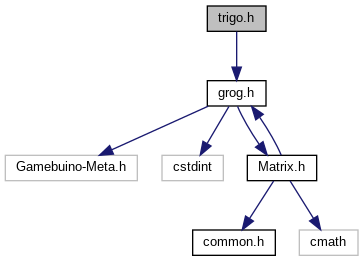 trigo.h
grog.h
Gamebuino-Meta.h
cstdint
Matrix.h
common.h
cmath